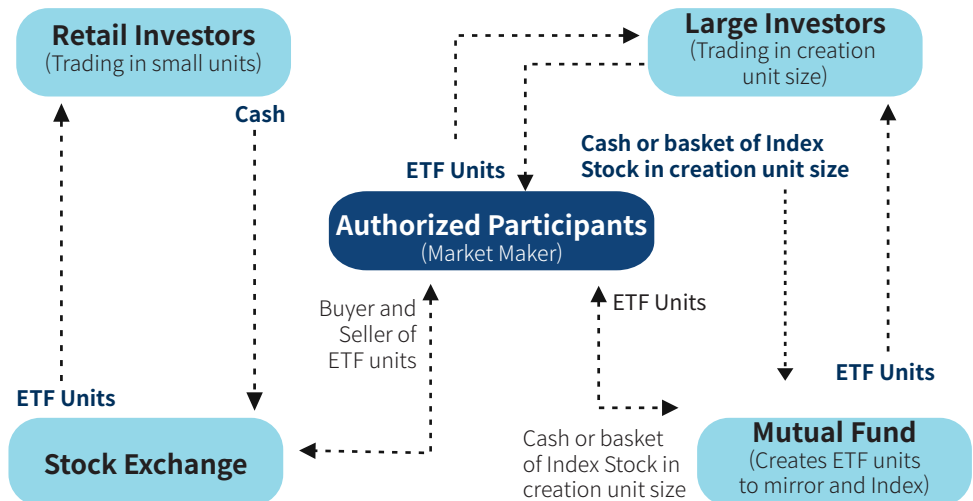 Retail Investors
(Trading in small units)
Large Investors
(Trading in creation
unit size)
Cash
Cash or basket of Index
Stock in creation unit size
ETF Units
Authorized Participants
(Market Maker)
Buyer and
Seller of
ETF units
ETF Units
ETF Units
ETF Units
Stock Exchange
Cash or basket
of Index Stock in
creation unit size
Mutual Fund
(Creates ETF units
to mirror and Index)